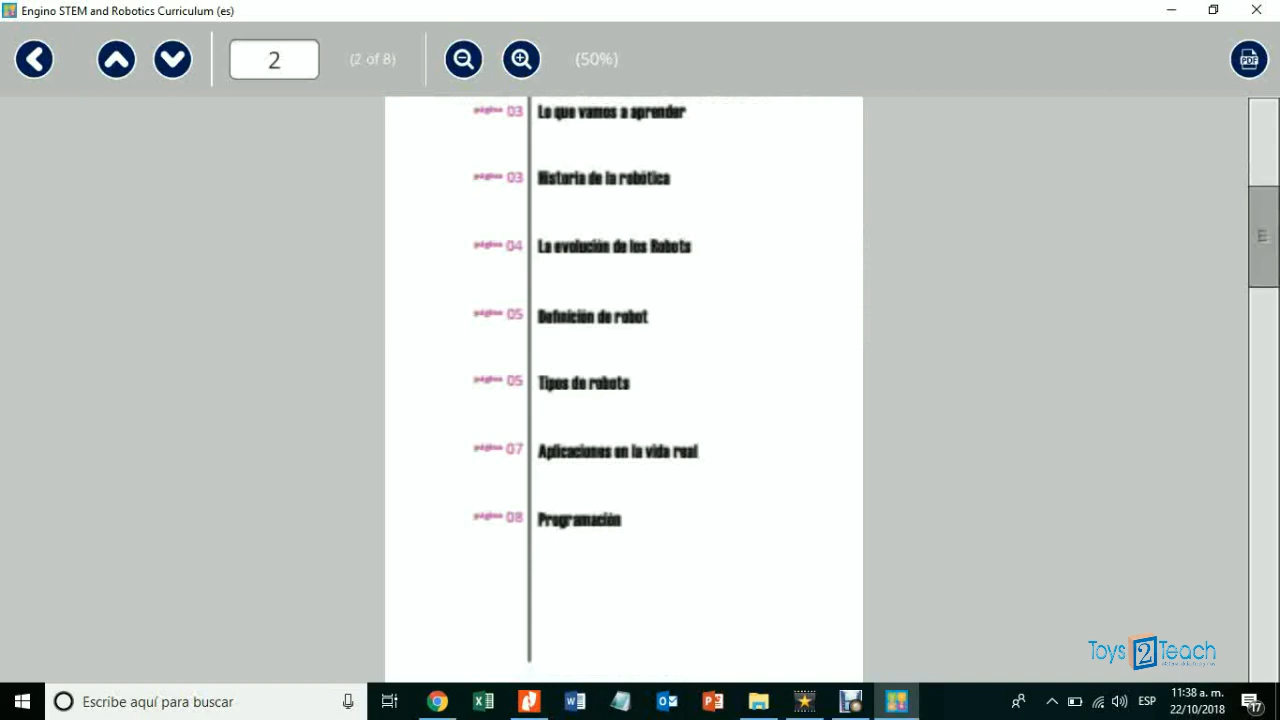 Engino STEM and Robotics Curriculum (es)
2
(2 of 8)
(50%)
PDF
página 03 Lo que vamos a aprender
página 03 Historia de la robótica
página 04 La evolución de los Robots
página 05 Definición de robot
página 05 Tipos de robots
página 07 Aplicaciones en la vida real
página 08 Programación
Toys 2 Teach
Escribe aquí para buscar
ESP
11:38 a. m.
22/10/2018
17